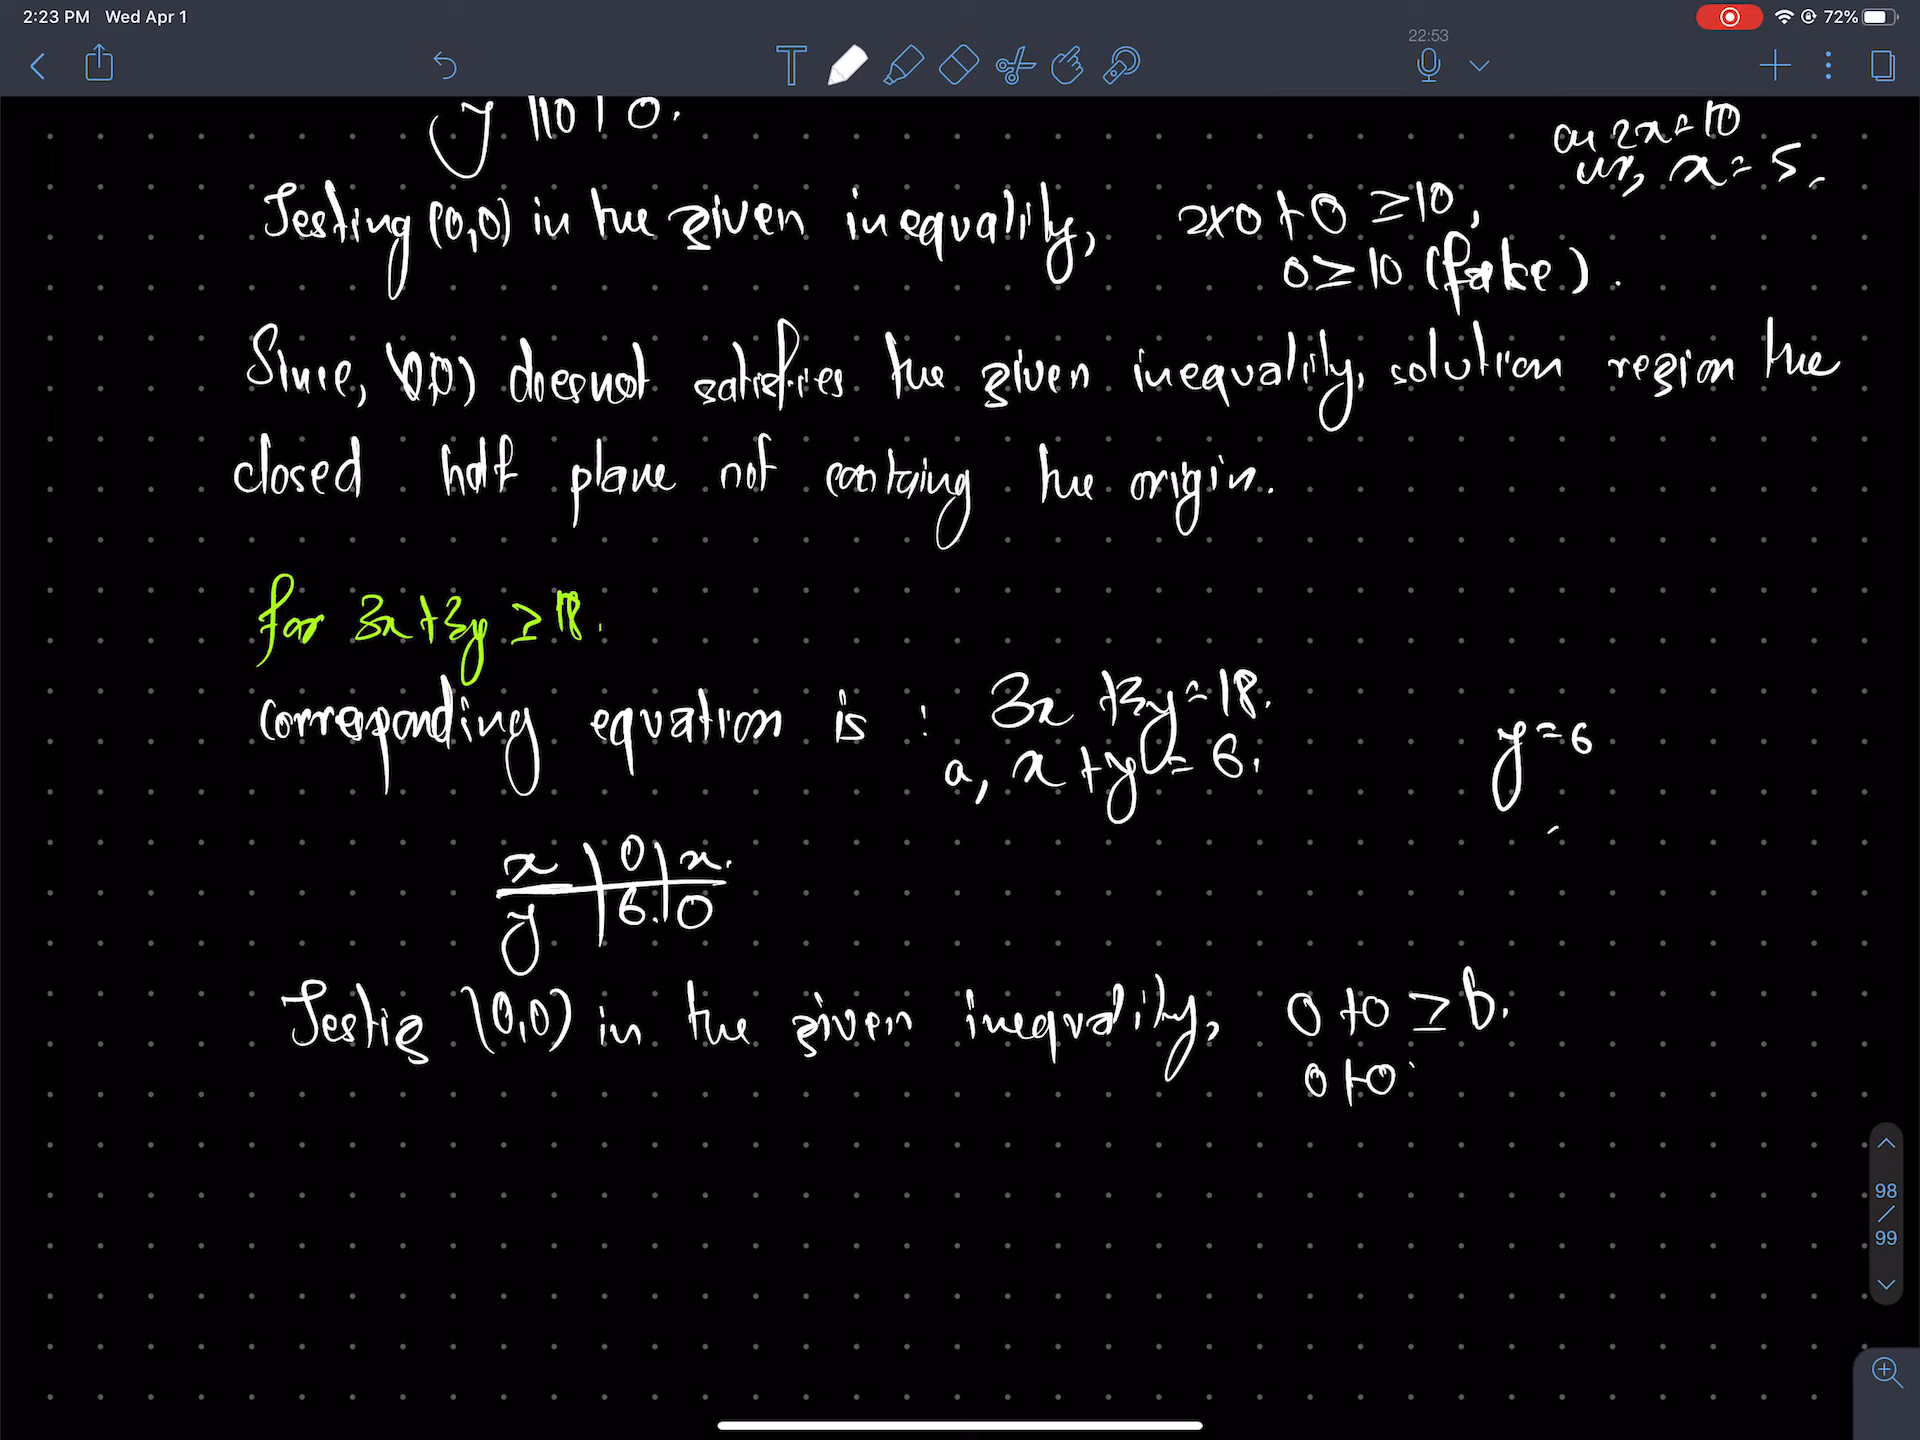 2:23 PM Wed Apr 1
72%
22:53
y | 10 | 0.
or 2x = 10
or, x = 5.
Testing (0,0) in the given inequality, 2x0 + 0 ≥ 10,
0 ≥ 10 (false).
Since, (0,0) doesnot satisfies the given inequality, solution region the
closed half plane not containg the origin.
for 3x + 3y ≥ 18.
corresponding equation is : 3x + 3y = 18.
a, x + y = 6.
y = 6
x | 0 | x.
y | 6. | 0
Testig (0,0) in the given inequality, 0 + 0 ≥ 6.
0 + 0
98
/
99